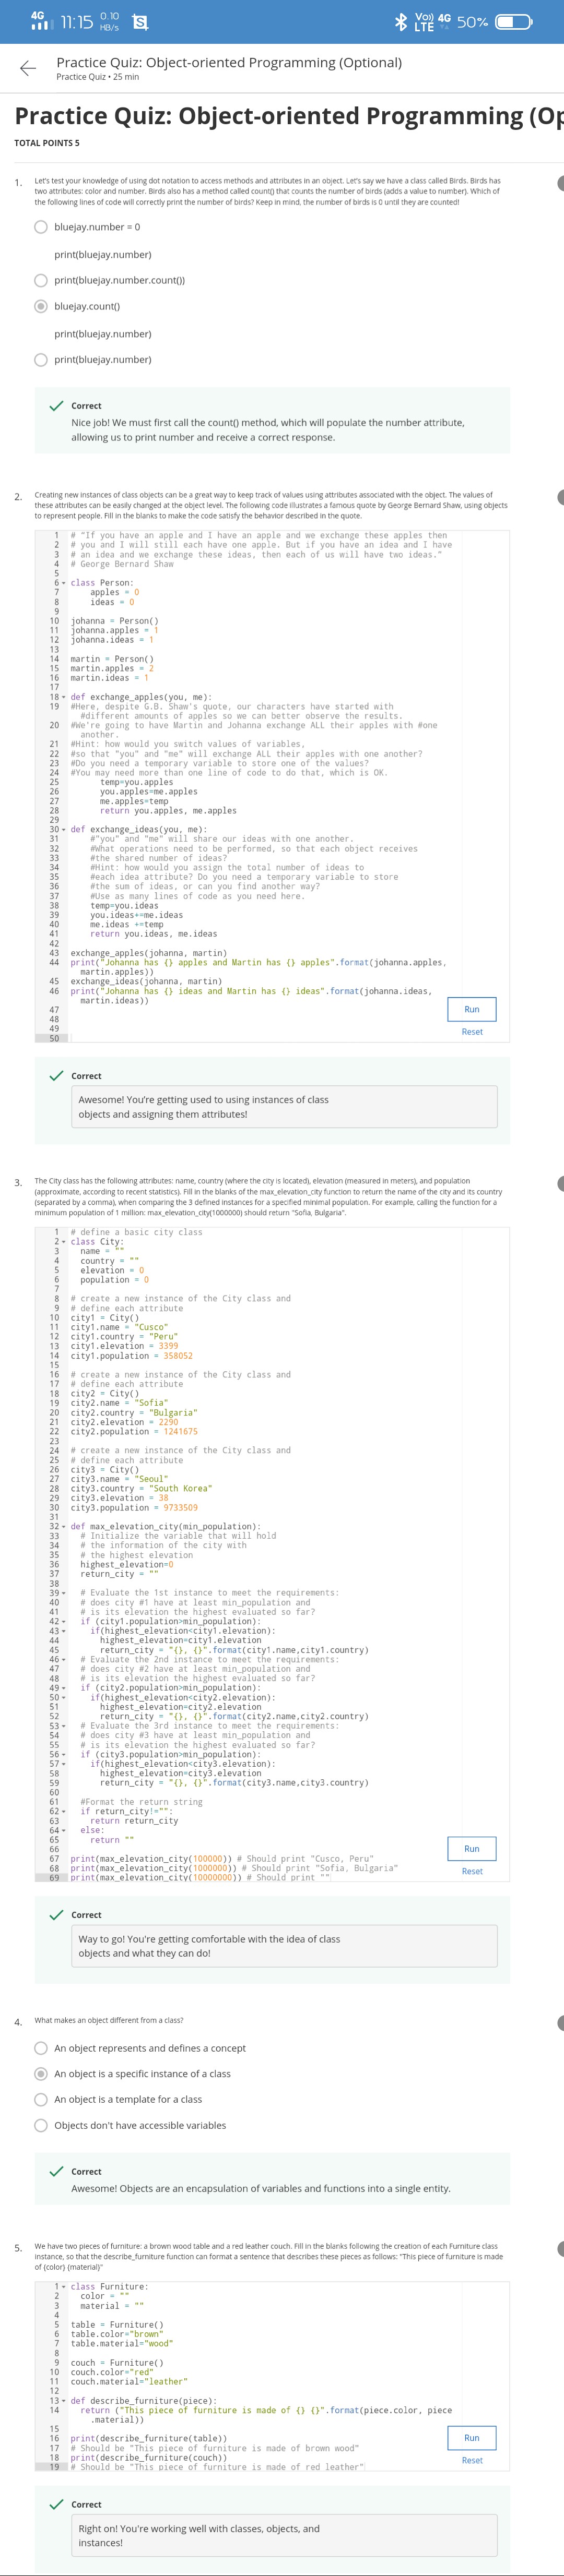 4G 11:15 0.10 HB/s S Vo)) LTE 4G 50%
Practice Quiz: Object-oriented Programming (Optional)
Practice Quiz • 25 min
Practice Quiz: Object-oriented Programming (Op
TOTAL POINTS 5
1. Let's test your knowledge of using dot notation to access methods and attributes in an object. Let's say we have a class called Birds. Birds has
two attributes: color and number. Birds also has a method called count() that counts the number of birds (adds a value to number). Which of
the following lines of code will correctly print the number of birds? Keep in mind, the number of birds is 0 until they are counted!
bluejay.number = 0
print(bluejay.number)
print(bluejay.number.count())
bluejay.count()
print(bluejay.number)
print(bluejay.number)
Correct
Nice job! We must first call the count() method, which will populate the number attribute,
allowing us to print number and receive a correct response.
2. Creating new instances of class objects can be a great way to keep track of values using attributes associated with the object. The values of
these attributes can be easily changed at the object level. The following code illustrates a famous quote by George Bernard Shaw, using objects
to represent people. Fill in the blanks to make the code satisfy the behavior described in the quote.
1 # "If you have an apple and I have an apple and we exchange these apples then
2 # you and I will still each have one apple. But if you have an idea and I have
3 # an idea and we exchange these ideas, then each of us will have two ideas."
4 # George Bernard Shaw
5
6 class Person:
7 apples = 0
8 ideas = 0
9
10 johanna = Person()
11 johanna.apples = 1
12 johanna.ideas = 1
13
14 martin = Person()
15 martin.apples = 2
16 martin.ideas = 1
17
18 def exchange_apples(you, me):
19 #Here, despite G.B. Shaw's quote, our characters have started with
#different amounts of apples so we can better observe the results.
20 #We're going to have Martin and Johanna exchange ALL their apples with #one
another.
21 #Hint: how would you switch values of variables,
22 #so that "you" and "me" will exchange ALL their apples with one another?
23 #Do you need a temporary variable to store one of the values?
24 #You may need more than one line of code to do that, which is OK.
25 temp=you.apples
26 you.apples=me.apples
27 me.apples=temp
28 return you.apples, me.apples
29
30 def exchange_ideas(you, me):
31 #"you" and "me" will share our ideas with one another.
32 #What operations need to be performed, so that each object receives
33 #the shared number of ideas?
34 #Hint: how would you assign the total number of ideas to
35 #each idea attribute? Do you need a temporary variable to store
36 #the sum of ideas, or can you find another way?
37 #Use as many lines of code as you need here.
38 temp=you.ideas
39 you.ideas+=me.ideas
40 me.ideas +=temp
41 return you.ideas, me.ideas
42
43 exchange_apples(johanna, martin)
44 print("Johanna has {} apples and Martin has {} apples".format(johanna.apples,
martin.apples))
45 exchange_ideas(johanna, martin)
46 print("Johanna has {} ideas and Martin has {} ideas".format(johanna.ideas,
martin.ideas))
47
48
49
50
Run
Reset
Correct
Awesome! You're getting used to using instances of class
objects and assigning them attributes!
3. The City class has the following attributes: name, country (where the city is located), elevation (measured in meters), and population
(approximate, according to recent statistics). Fill in the blanks of the max_elevation_city function to return the name of the city and its country
(separated by a comma), when comparing the 3 defined instances for a specified minimal population. For example, calling the function for a
minimum population of 1 million: max_elevation_city(1000000) should return "Sofia, Bulgaria".
1 # define a basic city class
2 class City:
3 name = ""
4 country = ""
5 elevation = 0
6 population = 0
7
8 # create a new instance of the City class and
9 # define each attribute
10 city1 = City()
11 city1.name = "Cusco"
12 city1.country = "Peru"
13 city1.elevation = 3399
14 city1.population = 358052
15
16 # create a new instance of the City class and
17 # define each attribute
18 city2 = City()
19 city2.name = "Sofia"
20 city2.country = "Bulgaria"
21 city2.elevation = 2290
22 city2.population = 1241675
23
24 # create a new instance of the City class and
25 # define each attribute
26 city3 = City()
27 city3.name = "Seoul"
28 city3.country = "South Korea"
29 city3.elevation = 38
30 city3.population = 9733509
31
32 def max_elevation_city(min_population):
33 # Initialize the variable that will hold
34 # the information of the city with
35 # the highest elevation
36 highest_elevation=0
37 return_city = ""
38
39 # Evaluate the 1st instance to meet the requirements:
40 # does city #1 have at least min_population and
41 # is its elevation the highest evaluated so far?
42 if (city1.population>min_population):
43 if(highest_elevation<city1.elevation):
44 highest_elevation=city1.elevation
45 return_city = "{}, {}".format(city1.name,city1.country)
46 # Evaluate the 2nd instance to meet the requirements:
47 # does city #2 have at least min_population and
48 # is its elevation the highest evaluated so far?
49 if (city2.population>min_population):
50 if(highest_elevation<city2.elevation):
51 highest_elevation=city2.elevation
52 return_city = "{}, {}".format(city2.name,city2.country)
53 # Evaluate the 3rd instance to meet the requirements:
54 # does city #3 have at least min_population and
55 # is its elevation the highest evaluated so far?
56 if (city3.population>min_population):
57 if(highest_elevation<city3.elevation):
58 highest_elevation=city3.elevation
59 return_city = "{}, {}".format(city3.name,city3.country)
60
61 #Format the return string
62 if return_city!="":
63 return return_city
64 else:
65 return ""
66
67 print(max_elevation_city(100000)) # Should print "Cusco, Peru"
68 print(max_elevation_city(1000000)) # Should print "Sofia, Bulgaria"
69 print(max_elevation_city(10000000)) # Should print ""
Run
Reset
Correct
Way to go! You're getting comfortable with the idea of class
objects and what they can do!
4. What makes an object different from a class?
An object represents and defines a concept
An object is a specific instance of a class
An object is a template for a class
Objects don't have accessible variables
Correct
Awesome! Objects are an encapsulation of variables and functions into a single entity.
5. We have two pieces of furniture: a brown wood table and a red leather couch. Fill in the blanks following the creation of each Furniture class
instance, so that the describe_furniture function can format a sentence that describes these pieces as follows: "This piece of furniture is made
of {color} {material}"
1 class Furniture:
2 color = ""
3 material = ""
4
5 table = Furniture()
6 table.color="brown"
7 table.material="wood"
8
9 couch = Furniture()
10 couch.color="red"
11 couch.material="leather"
12
13 def describe_furniture(piece):
14 return ("This piece of furniture is made of {} {}".format(piece.color, piece
.material))
15
16 print(describe_furniture(table))
17 # Should be "This piece of furniture is made of brown wood"
18 print(describe_furniture(couch))
19 # Should be "This piece of furniture is made of red leather"
Run
Reset
Correct
Right on! You're working well with classes, objects, and
instances!